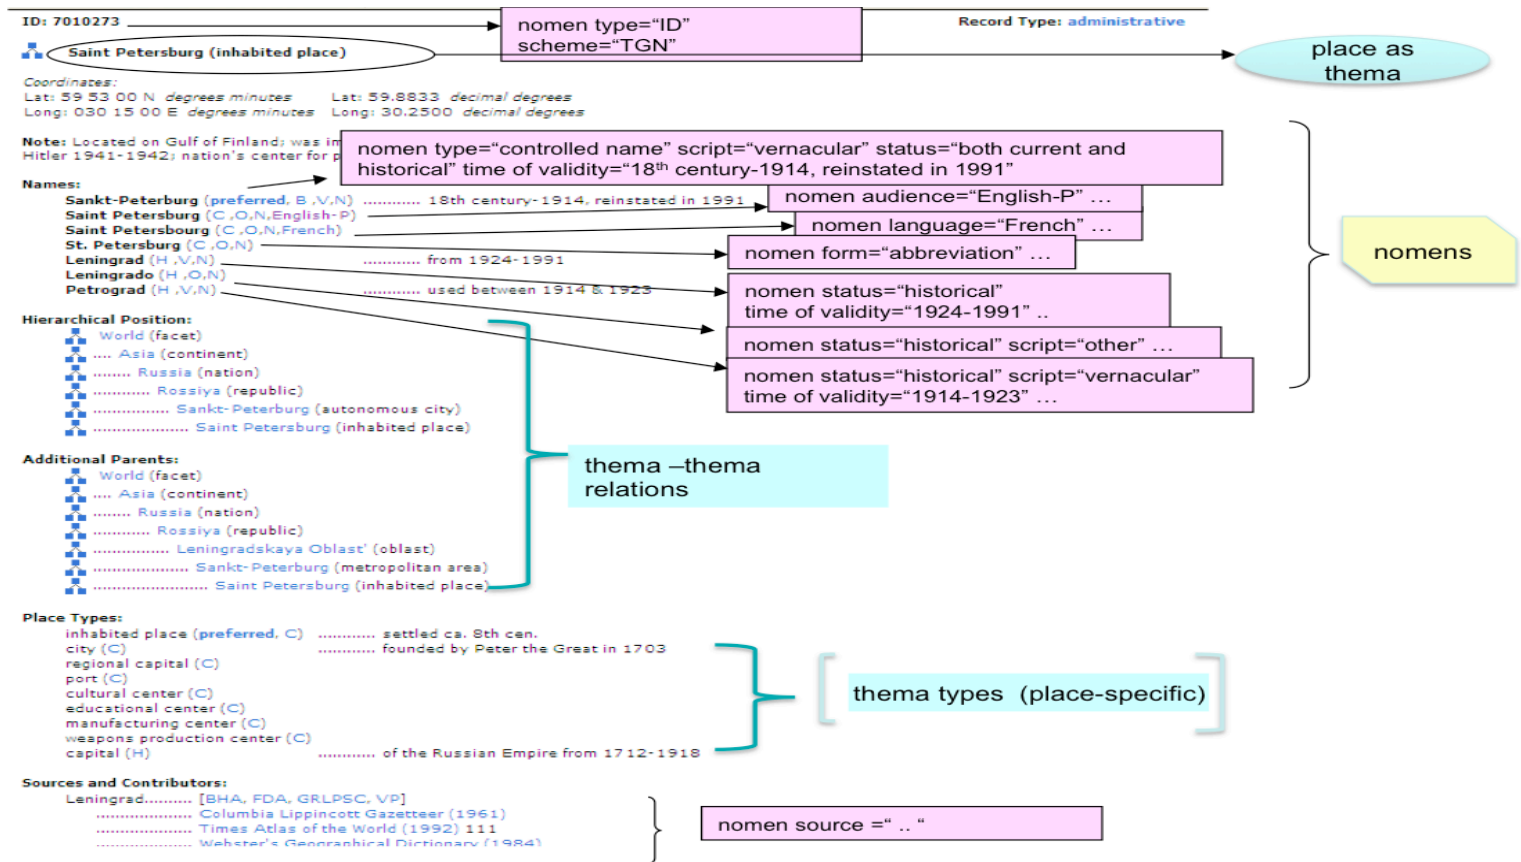 ID: 7010273
nomen type=“ID”
scheme=“TGN”
Record Type: administrative
Saint Petersburg (inhabited place)
place as
thema
Coordinates:
Lat: 59 53 00 N degrees minutes Lat: 59.8833 decimal degrees
Long: 030 15 00 E degrees minutes Long: 30.2500 decimal degrees
Note: Located on Gulf of Finland; was
Hitler 1941-1942; nation's center for
nomen type=“controlled name” script=“vernacular” status=“both current and
historical” time of validity=“18th century-1914, reinstated in 1991”
Names:
Sankt-Peterburg (preferred, B ,V,N) ............ 18th century-1914, reinstated in 1991
Saint Petersburg (C ,O,N,English-P)
Saint Petersbourg (C ,O,N,French)
St. Petersburg (C ,O,N)
Leningrad (H ,V,N) ............ from 1924-1991
Leningrado (H ,O,N)
Petrograd (H ,V,N) ............ used between 1914 & 1923
nomen audience=“English-P” …
nomen language=“French” …
nomen form=“abbreviation” …
nomen status=“historical”
time of validity=“1924-1991” ..
nomen status=“historical” script=“other” …
nomen status=“historical” script=“vernacular”
time of validity=“1914-1923” …
nomens
Hierarchical Position:
World (facet)
.... Asia (continent)
........ Russia (nation)
............ Rossiya (republic)
................ Sankt-Peterburg (autonomous city)
.................... Saint Petersburg (inhabited place)
thema –thema
relations
Additional Parents:
World (facet)
.... Asia (continent)
........ Russia (nation)
............ Rossiya (republic)
................ Leningradskaya Oblast' (oblast)
.................... Sankt-Peterburg (metropolitan area)
........................ Saint Petersburg (inhabited place)
Place Types:
inhabited place (preferred, C) ............ settled ca. 8th cen.
city (C) ............ founded by Peter the Great in 1703
regional capital (C)
port (C)
cultural center (C)
educational center (C)
manufacturing center (C)
weapons production center (C)
capital (H) ............ of the Russian Empire from 1712-1918
thema types (place-specific)
Sources and Contributors:
Leningrad.......... [BHA, FDA, GRLPSC, VP]
.................... Columbia Lippincott Gazetteer (1961)
.................... Times Atlas of the World (1992) 111
.................... Webster's Geographical Dictionary (1984)
nomen source =“ .. “